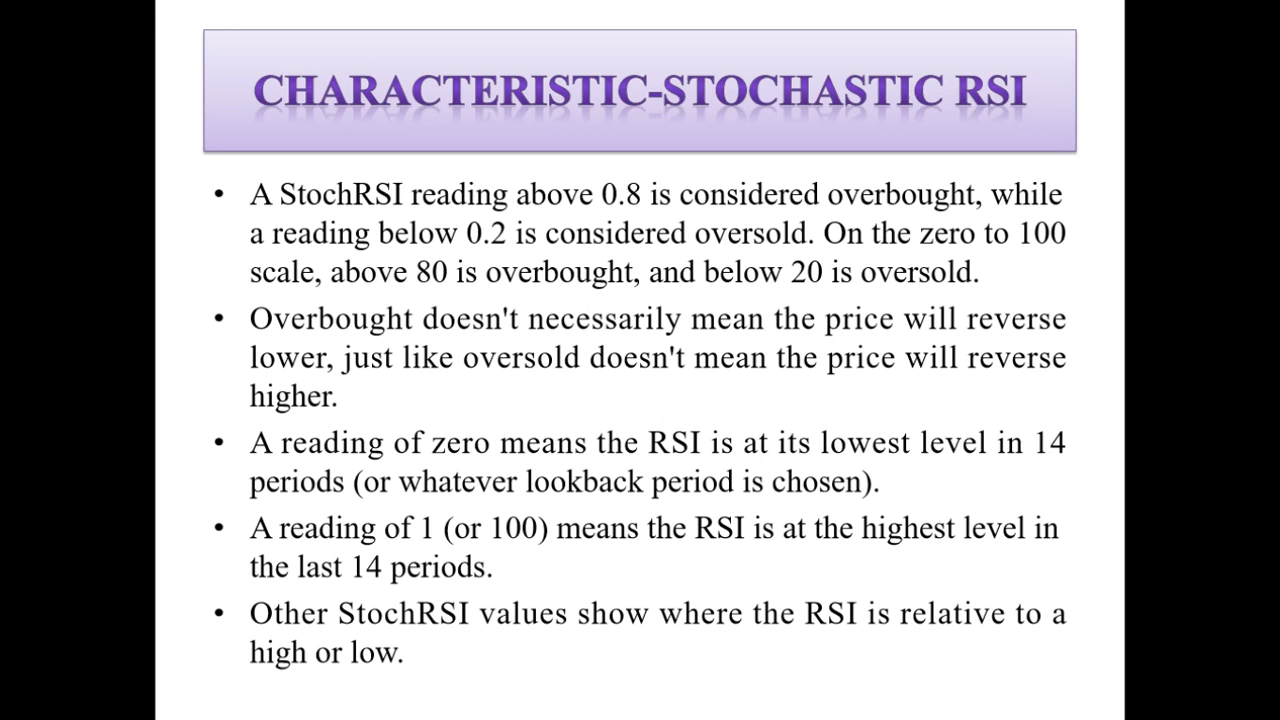 CHARACTERISTIC-STOCHASTIC RSI
• A StochRSI reading above 0.8 is considered overbought, while
a reading below 0.2 is considered oversold. On the zero to 100
scale, above 80 is overbought, and below 20 is oversold.
• Overbought doesn't necessarily mean the price will reverse
lower, just like oversold doesn't mean the price will reverse
higher.
• A reading of zero means the RSI is at its lowest level in 14
periods (or whatever lookback period is chosen).
• A reading of 1 (or 100) means the RSI is at the highest level in
the last 14 periods.
• Other StochRSI values show where the RSI is relative to a
high or low.